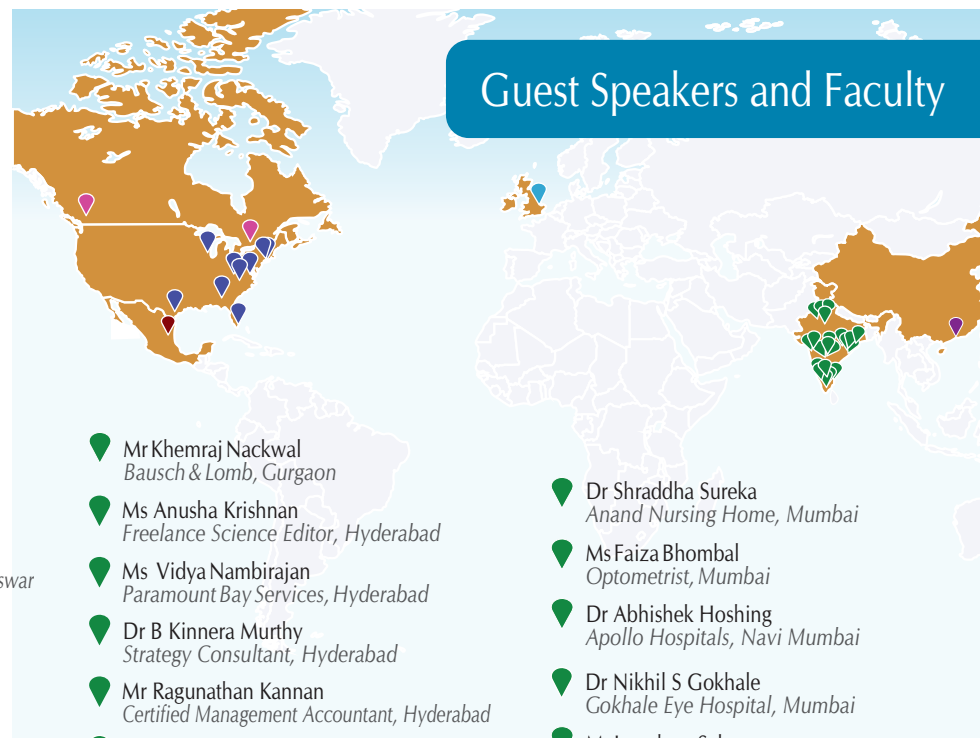 Guest Speakers and Faculty
Mr Khemraj Nackwal
Bausch & Lomb, Gurgaon
Ms Anusha Krishnan
Freelance Science Editor, Hyderabad
Ms Vidya Nambirajan
Paramount Bay Services, Hyderabad
Dr B Kinnera Murthy
Strategy Consultant, Hyderabad
Mr Ragunathan Kannan
Certified Management Accountant, Hyderabad
Dr Shraddha Sureka
Anand Nursing Home, Mumbai
Ms Faiza Bhombal
Optometrist, Mumbai
Dr Abhishek Hoshing
Apollo Hospitals, Navi Mumbai
Dr Nikhil S Gokhale
Gokhale Eye Hospital, Mumbai